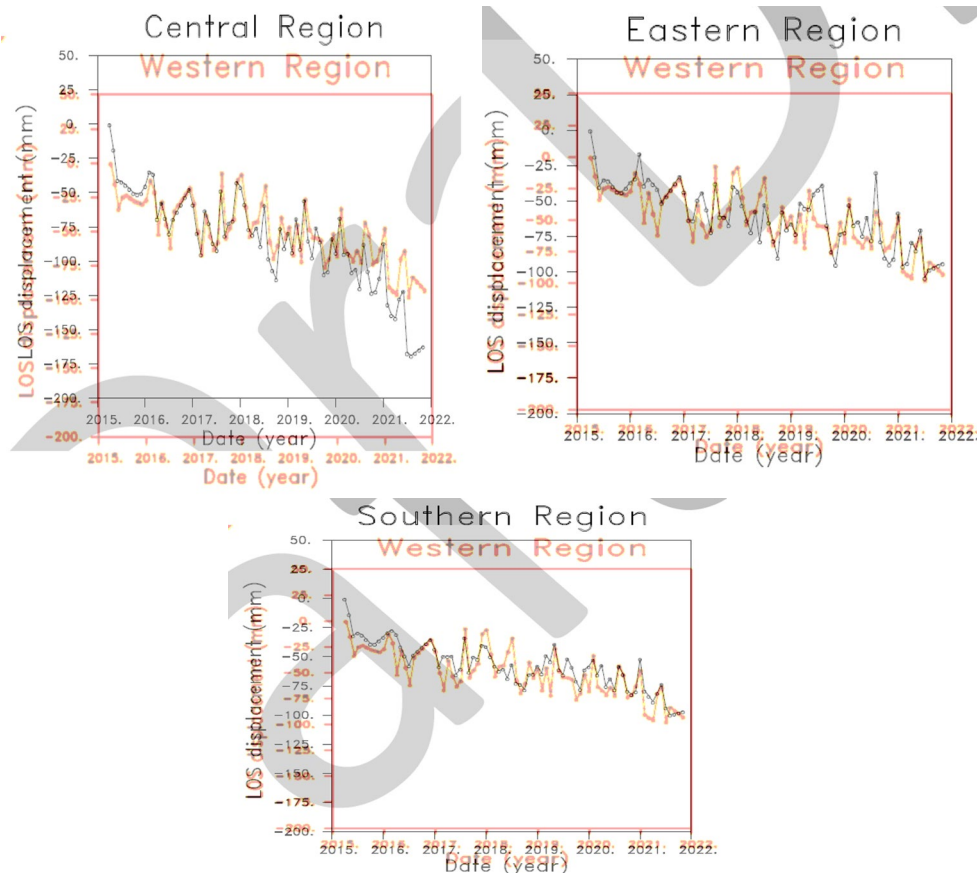 Central Region
Western Region
50.
25.
0.
-25.
-50.
-75.
-100.
-125.
-150.
-175.
-200.
LOS displacement (mm)
2015. 2016. 2017. 2018. 2019. 2020. 2021. 2022.
Date (year)
-200.
2015. 2016. 2017. 2018. 2019. 2020. 2021. 2022.
Date (year)
Eastern Region
Western Region
50.
25.
0.
-25.
-50.
-75.
-100.
-125.
-150.
-175.
-200.
LOS displacement (mm)
2015. 2016. 2017. 2018. 2019. 2020. 2021. 2022.
Date (year)
Southern Region
Western Region
50.
25.
0.
-25.
-50.
-75.
-100.
-125.
-150.
-175.
-200.
LOS displacement (mm)
2015. 2016. 2017. 2018. 2019. 2020. 2021. 2022.
Date (year)